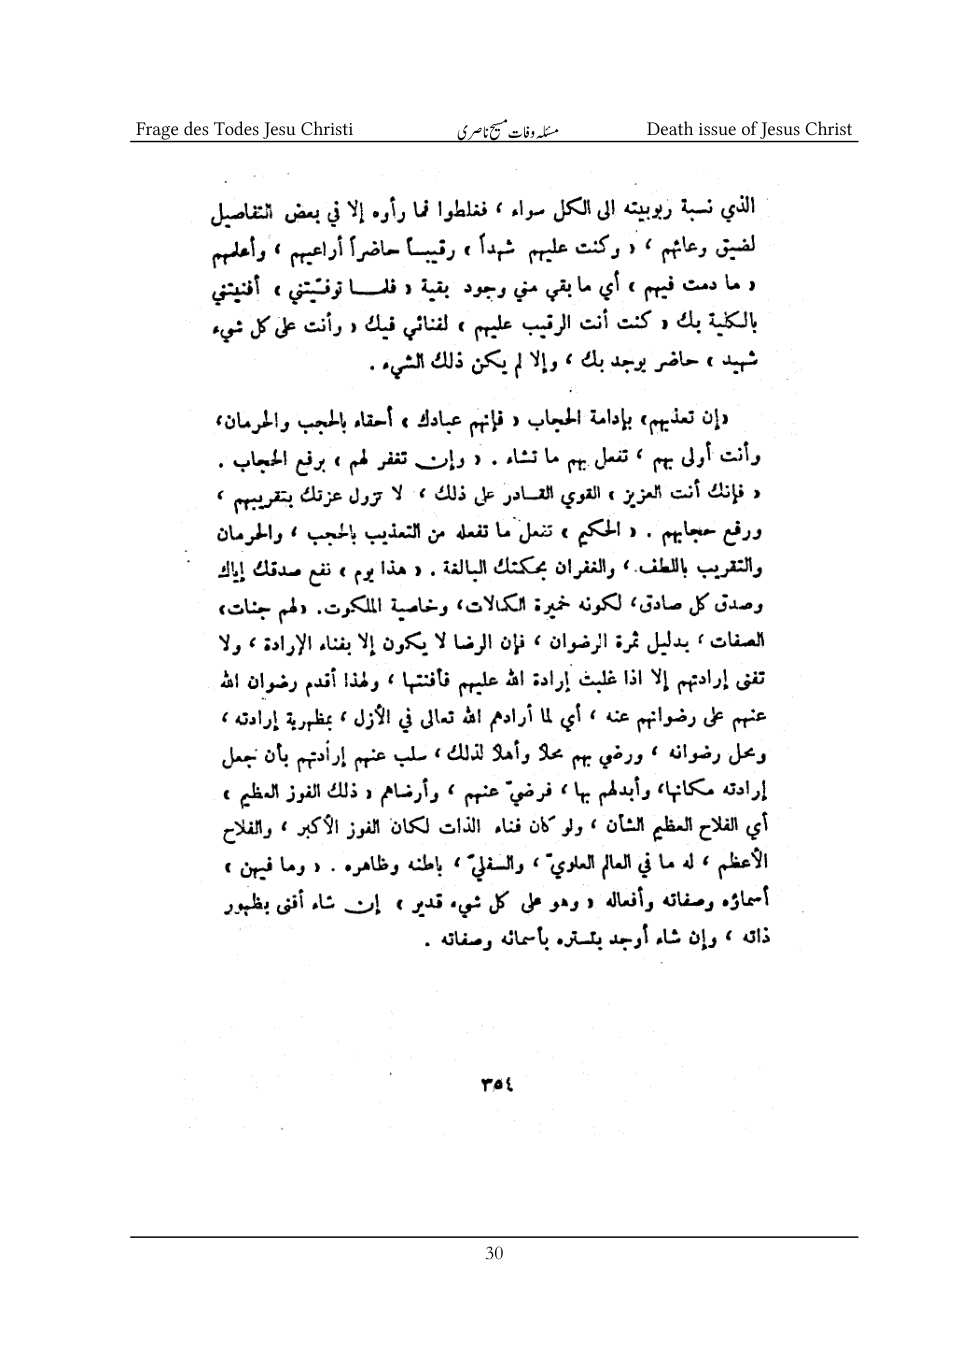 Frage des Todes Jesu Christi مسئلہ وفات مسیح ناصری Death issue of Jesus Christ
الذي نسبة ربوبيته الى الكل سواء ، فغلطوا فما رأوه إلا في بعض التفاصيل
لضيق وعائهم ، « وكنت عليهم شهيداً » رقيبـاً حاضراً أراعيهم ، وأعلمهم
« ما دمت فيهم » أي ما بقي مني وجود بقية « فلمـا توفيّتني » أفنيتني
بالكلية بك « كنت أنت الرقيب عليهم » لفنائي فيك « وأنت على كل شيء
شهيد » حاضر يوجد بك ، وإلا لم يكن ذلك الشيء .
«إن تعذبهم» بإدامة الحجاب « فإنهم عبادك » أحقاء بالحجب والحرمان،
وأنت أولى بهم ، تفعل بهم ما تشاء . « وإن تغفر لهم » برفع الحجاب .
« فإنك أنت العزيز » القوي القـادر على ذلك ، لا تزول عزتك بتقريبهم ،
ورفع حجابهم . « الحكيم » تفعل ما تفعله من التعذيب بالحجب ، والحرمان
والتقريب باللطف ، والغفران بحكمتك البالغة . « هذا يوم » نفع صدقك إياك
وصدق كل صادق، لكونه خميرة الكمالات، وخاصية الملكوت. «لهم جنات»
الصفات ، بدليل ثمرة الرضوان ، فإن الرضا لا يكون إلا بفناء الإرادة ، ولا
تفنى إرادتهم إلا اذا غلبت إرادة الله عليهم فأفنتها ، ولهذا أقدم رضوان الله
عنهم على رضوانهم عنه ، أي لما أرادهم الله تعالى في الأزل ، بمظهرية إرادته ،
ومحل رضوانه ، ورضي بهم محلا وأهلا لذلك، سلب عنهم إرادتهم بأن جعل
إرادته مكانها، وأبدلهم بها ، فرضيّ عنهم ، وأرضاهم « ذلك الفوز العظيم »
أي الفلاح العظيم الشأن ، ولو كان فناء الذات لكان الفوز الأكبر ، والفلاح
الأعظم ، له ما في العالم العلويّ ، والسفليّ ، باطنه وظاهره . « وما فيهن »
أسماؤه وصفاته وأفعاله « وهو على كل شيء قدير » إن شاء أفنى بظهور
ذاته ، وإن شاء أوجد بتستره بأسمائه وصفاته .
٣٥٤
30